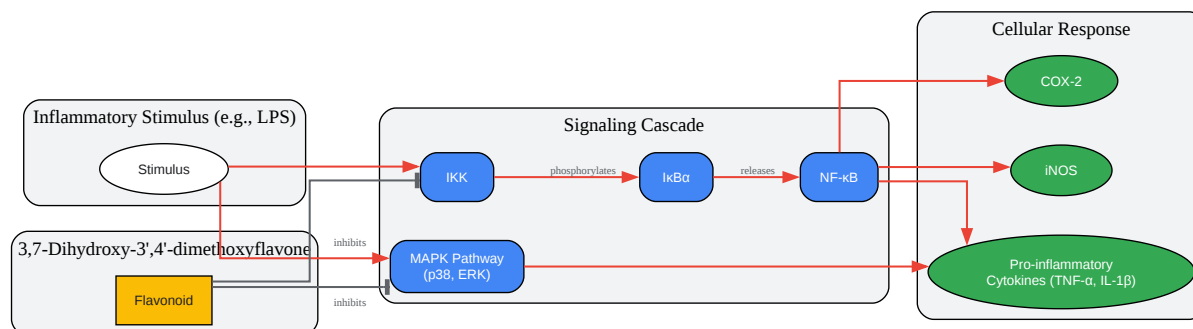 Cellular Response
COX-2
Inflammatory Stimulus (e.g., LPS)
Signaling Cascade
Stimulus
IKK
phosphorylates
IκBα
releases
NF-κB
iNOS
3,7-Dihydroxy-3',4'-dimethoxyflavone
inhibits
MAPK Pathway
(p38, ERK)
Pro-inflammatory
Cytokines (TNF-α, IL-1β)
Flavonoid
inhibits